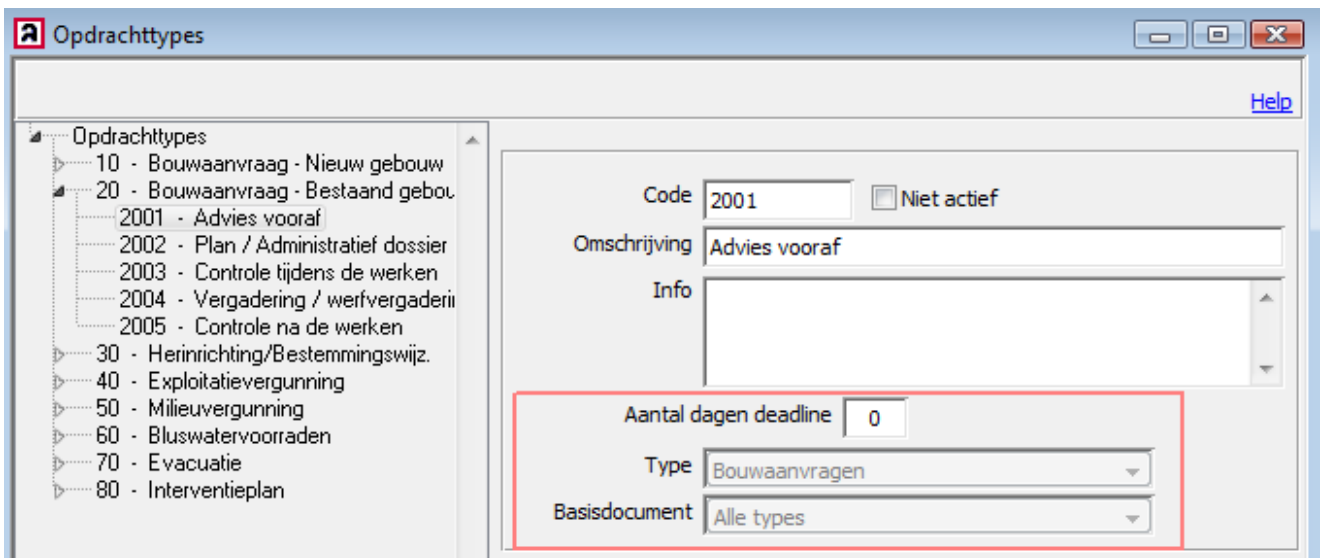 Opdrachttypes
Help
Opdrachttypes
10 - Bouwaanvraag - Nieuw gebouw
20 - Bouwaanvraag - Bestaand gebou
2001 - Advies vooraf
2002 - Plan / Administratief dossier
2003 - Controle tijdens de werken
2004 - Vergadering / werfvergaderin
2005 - Controle na de werken
30 - Herinrichting/Bestemmingswijz.
40 - Exploitatievergunning
50 - Milieuvergunning
60 - Bluswatervoorraden
70 - Evacuatie
80 - Interventieplan
Code 2001 Niet actief
Omschrijving Advies vooraf
Info
Aantal dagen deadline 0
Type Bouwaanvragen
Basisdocument Alle types